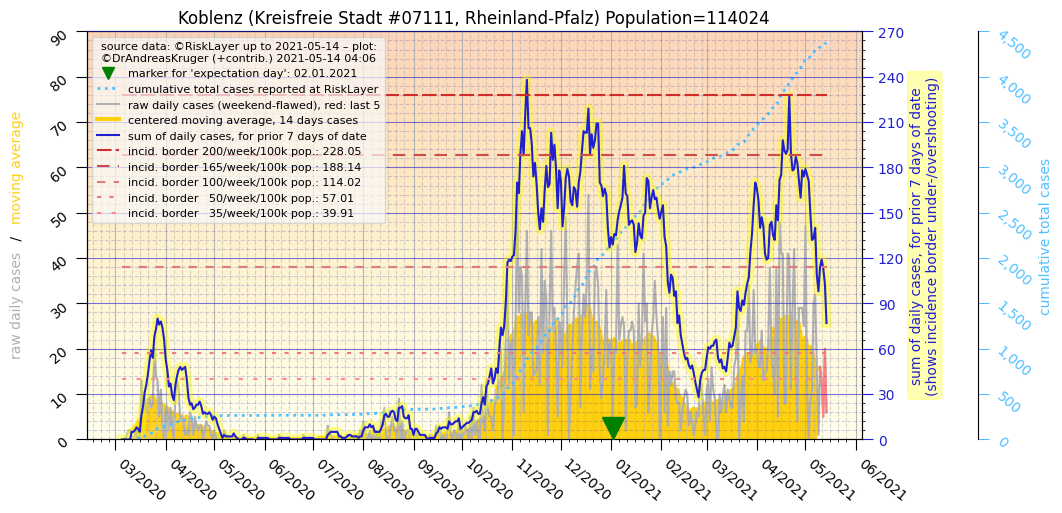 Koblenz (Kreisfreie Stadt #07111, Rheinland-Pfalz) Population=114024
source data: ©RiskLayer up to 2021-05-14 – plot:
©DrAndreasKruger (+contrib.) 2021-05-14 04:06
marker for 'expectation day': 02.01.2021
cumulative total cases reported at RiskLayer
raw daily cases (weekend-flawed), red: last 5
centered moving average, 14 days cases
sum of daily cases, for prior 7 days of date
incid. border 200/week/100k pop.: 228.05
incid. border 165/week/100k pop.: 188.14
incid. border 100/week/100k pop.: 114.02
incid. border   50/week/100k pop.: 57.01
incid. border   35/week/100k pop.: 39.91
raw daily cases / moving average
90
80
70
60
50
40
30
20
10
0
03/2020
04/2020
05/2020
06/2020
07/2020
08/2020
09/2020
10/2020
11/2020
12/2020
01/2021
02/2021
03/2021
04/2021
05/2021
06/2021
270
240
210
180
150
120
90
60
30
0
sum of daily cases, for prior 7 days of date
(shows incidence border under-/overshooting)
4,500
4,000
3,500
3,000
2,500
2,000
1,500
1,000
500
0
cumulative total cases